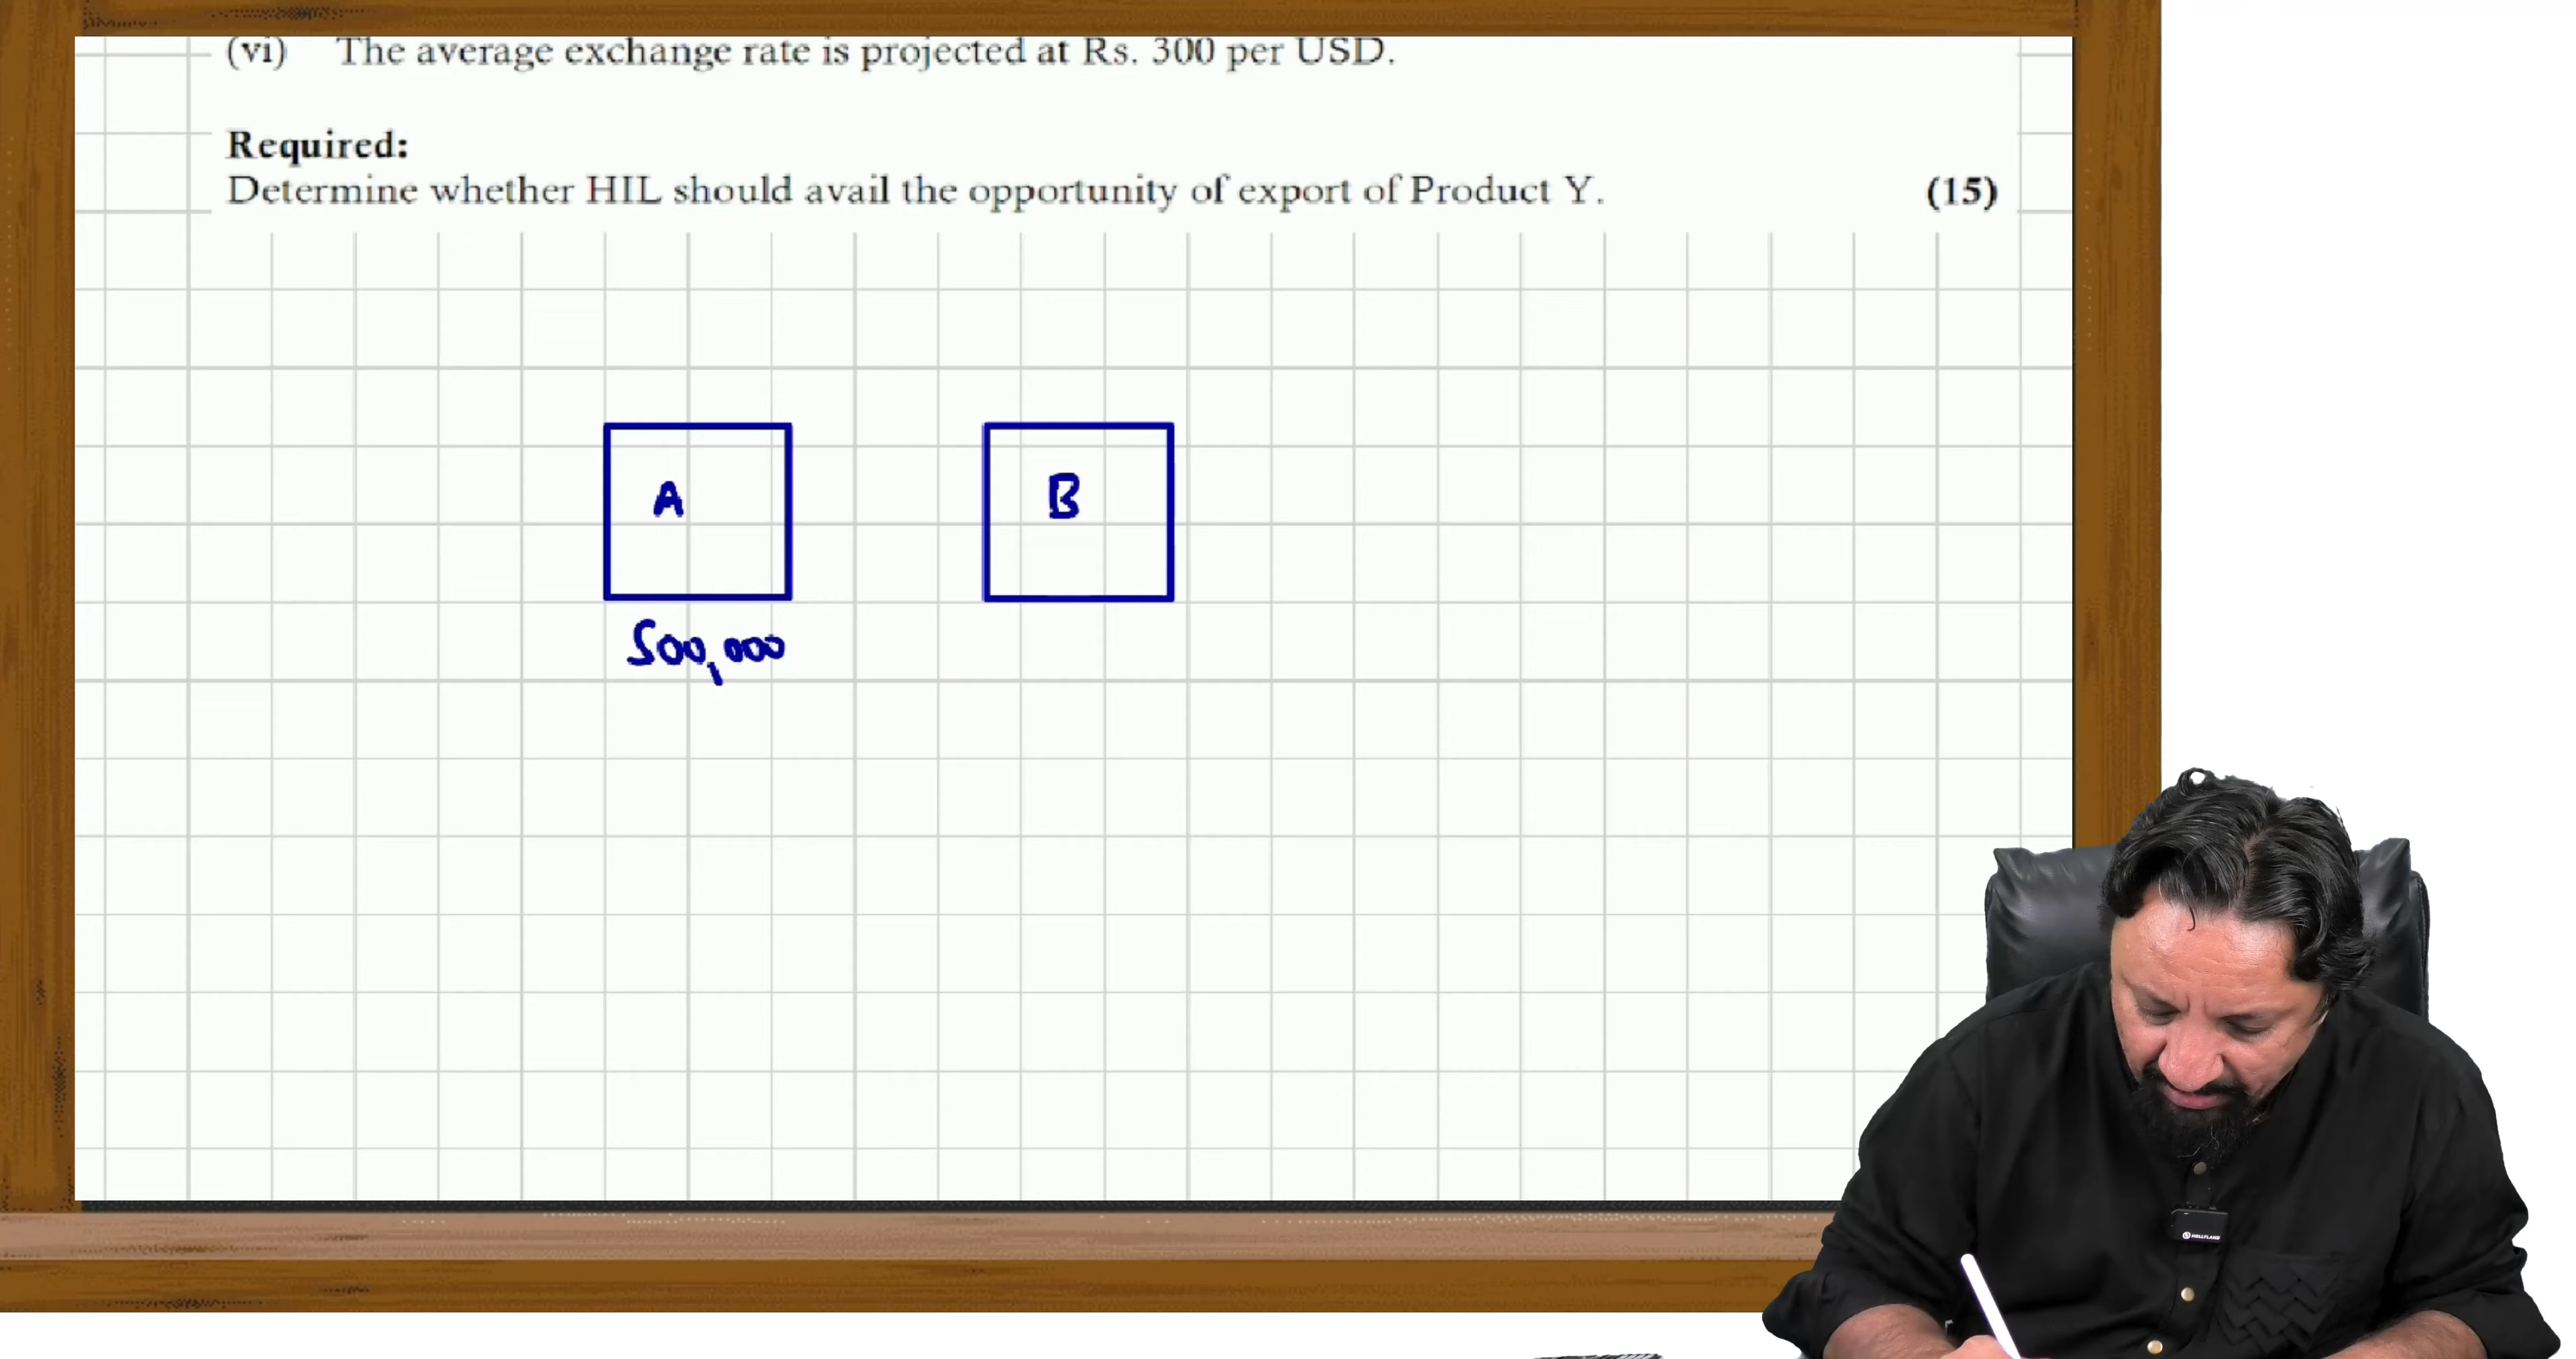 (vi) The average exchange rate is projected at Rs. 300 per USD.
Required:
Determine whether HIL should avail the opportunity of export of Product Y. (15)
A B
500,000
HOLLYLAND